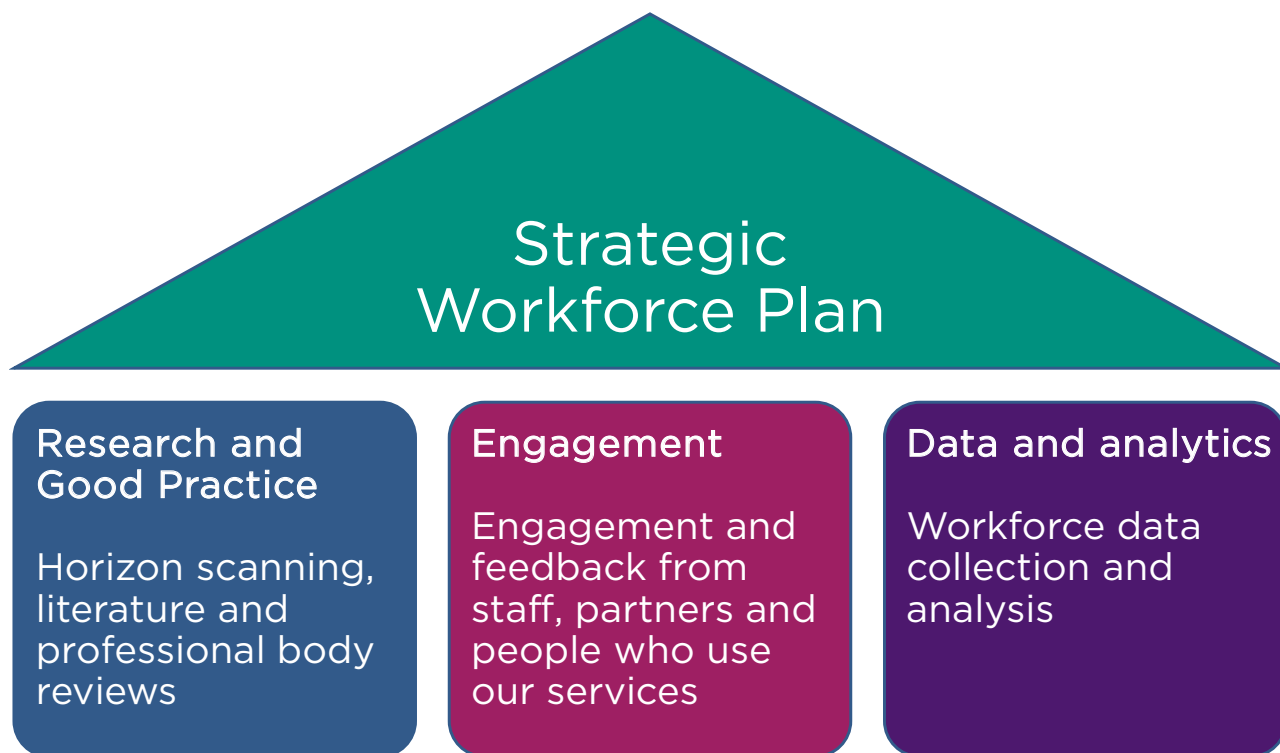 Strategic
Workforce Plan
Research and
Good Practice
Horizon scanning,
literature and
professional body
reviews
Engagement
Engagement and
feedback from
staff, partners and
people who use
our services
Data and analytics
Workforce data
collection and
analysis